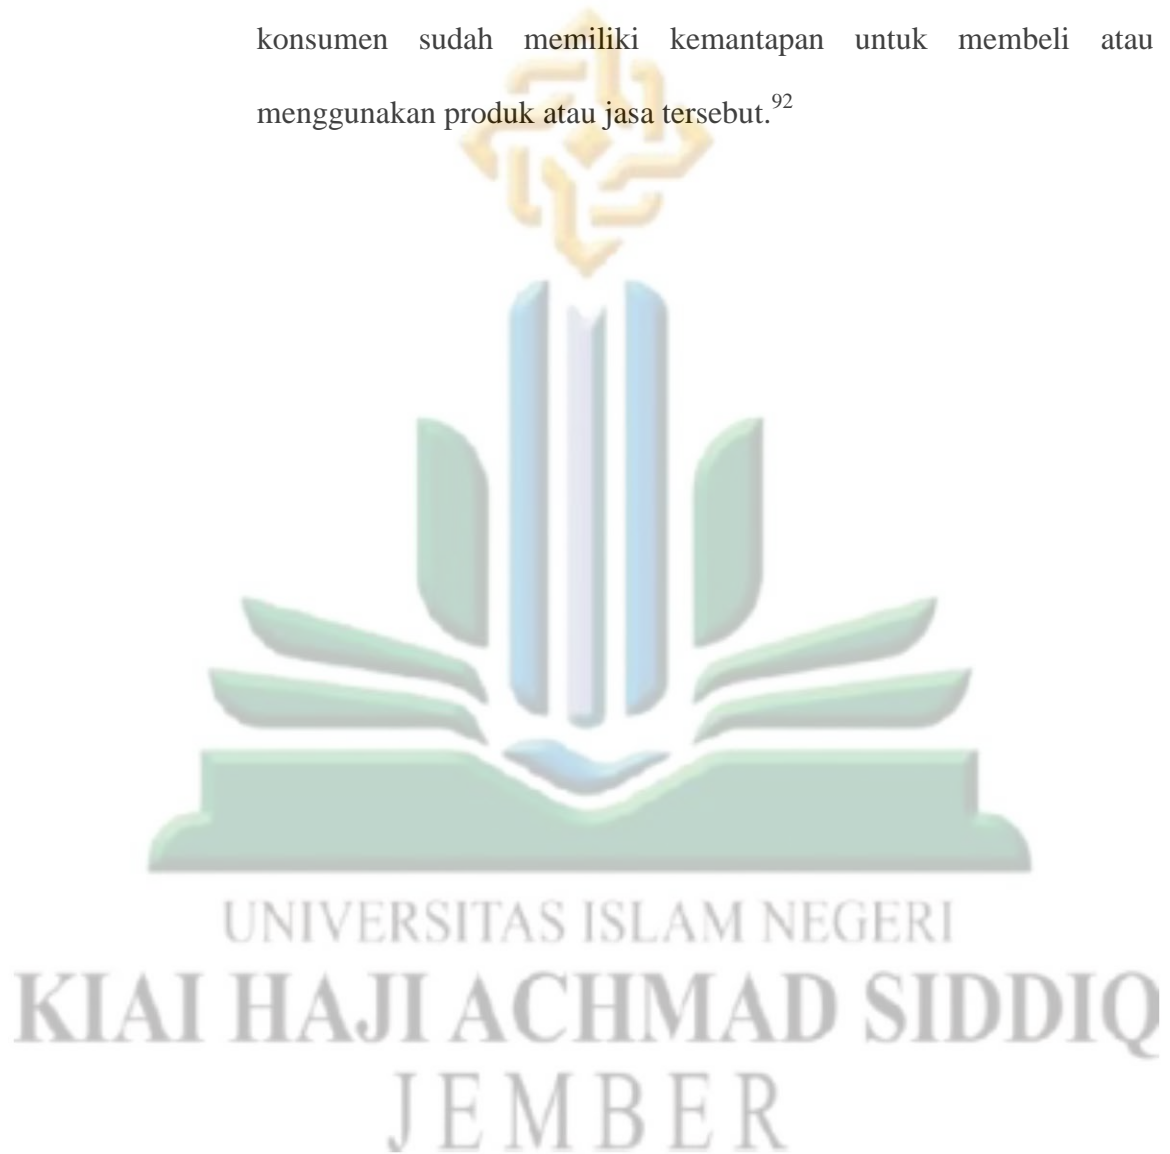 konsumen sudah memiliki kemantapan untuk membeli atau
menggunakan produk atau jasa tersebut.92
UNIVERSITAS ISLAM NEGERI
KIAI HAJI ACHMAD SIDDIQ
JEMBER